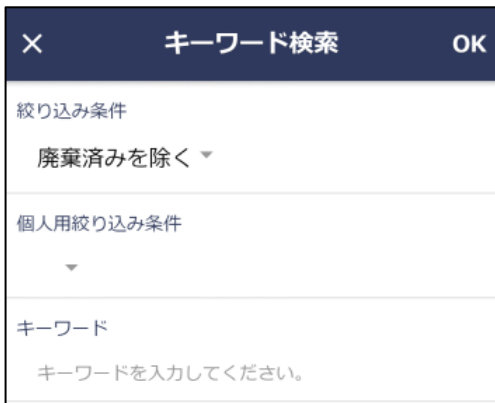 × キーワード検索 OK
絞り込み条件
廃棄済みを除く
個人用絞り込み条件
キーワード
キーワードを入力してください。